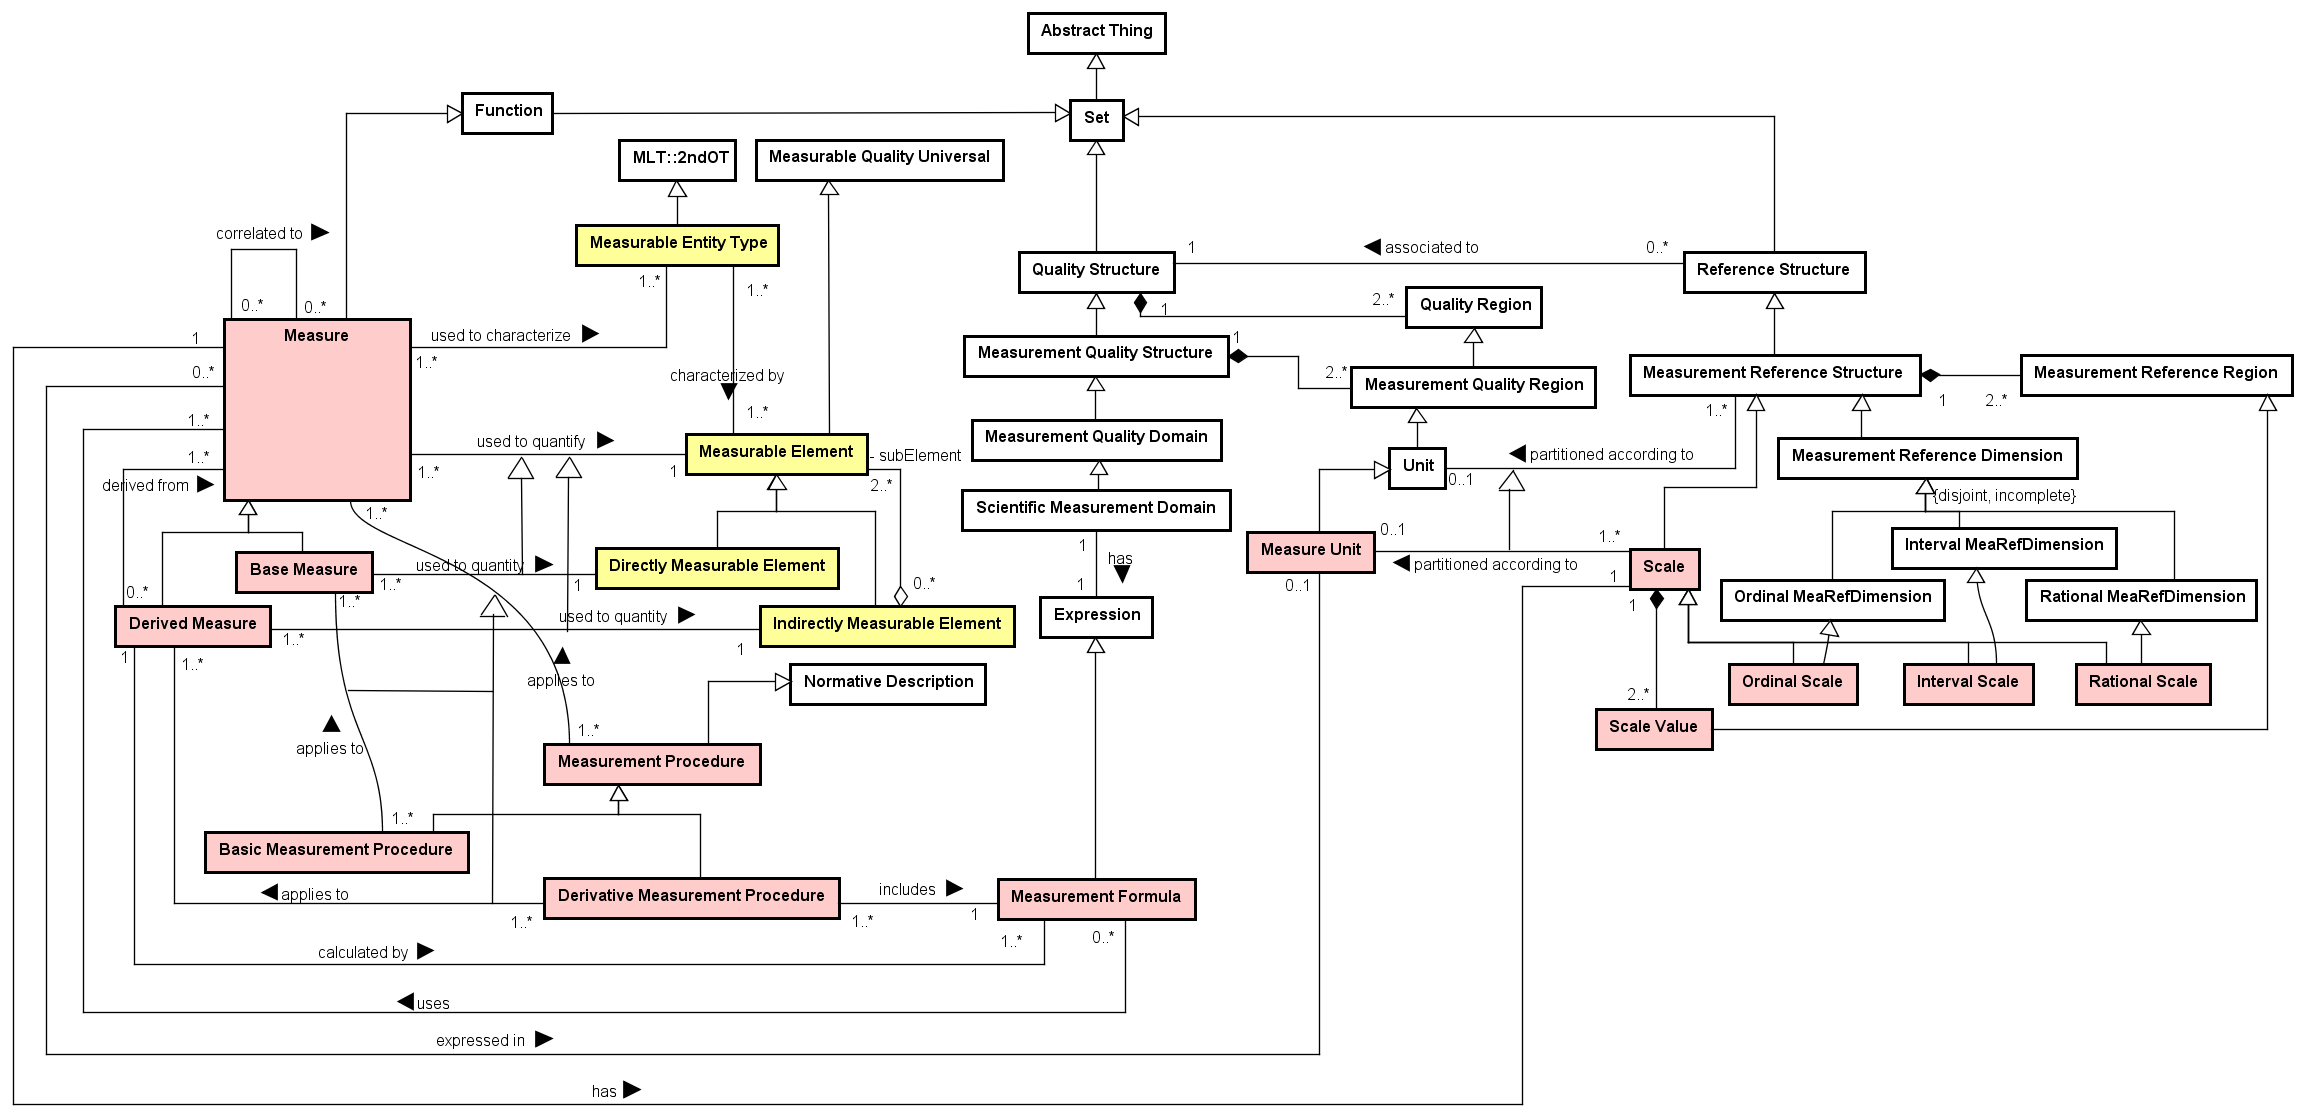 Abstract Thing
Function
Set
MLT::2ndOT
Measurable Quality Universal
correlated to
Measurable Entity Type
1
associated to
0..*
Quality Structure
Reference Structure
1..*
1..*
0..*
0..*
1
2..*
Quality Region
Measure
1
used to characterize
1..*
Measurement Quality Structure
1
0..*
characterized by
2..*
Measurement Quality Region
Measurement Reference Structure
Measurement Reference Region
1
2..*
1..*
1..*
1..*
Measurement Quality Domain
used to quantify
1..*
1
Measurable Element
- subElement
2..*
Unit
0..1
partitioned according to
Measurement Reference Dimension
1..*
derived from
{disjoint, incomplete}
1..*
Scientific Measurement Domain
1
has
1
0..1
1..*
Measure Unit
0..1
partitioned according to
Scale
1
1
Interval MeaRefDimension
Ordinal MeaRefDimension
Rational MeaRefDimension
Base Measure
used to quantity
1..*
1
Directly Measurable Element
0..*
0..*
1..*
Derived Measure
1..*
used to quantity
1
Indirectly Measurable Element
Expression
1
1..*
applies to
Normative Description
Ordinal Scale
Interval Scale
Rational Scale
2..*
Scale Value
applies to
1..*
Measurement Procedure
1..*
Basic Measurement Procedure
applies to
1..*
Derivative Measurement Procedure
includes
1..*
1
Measurement Formula
1..*
0..*
calculated by
uses
expressed in
has